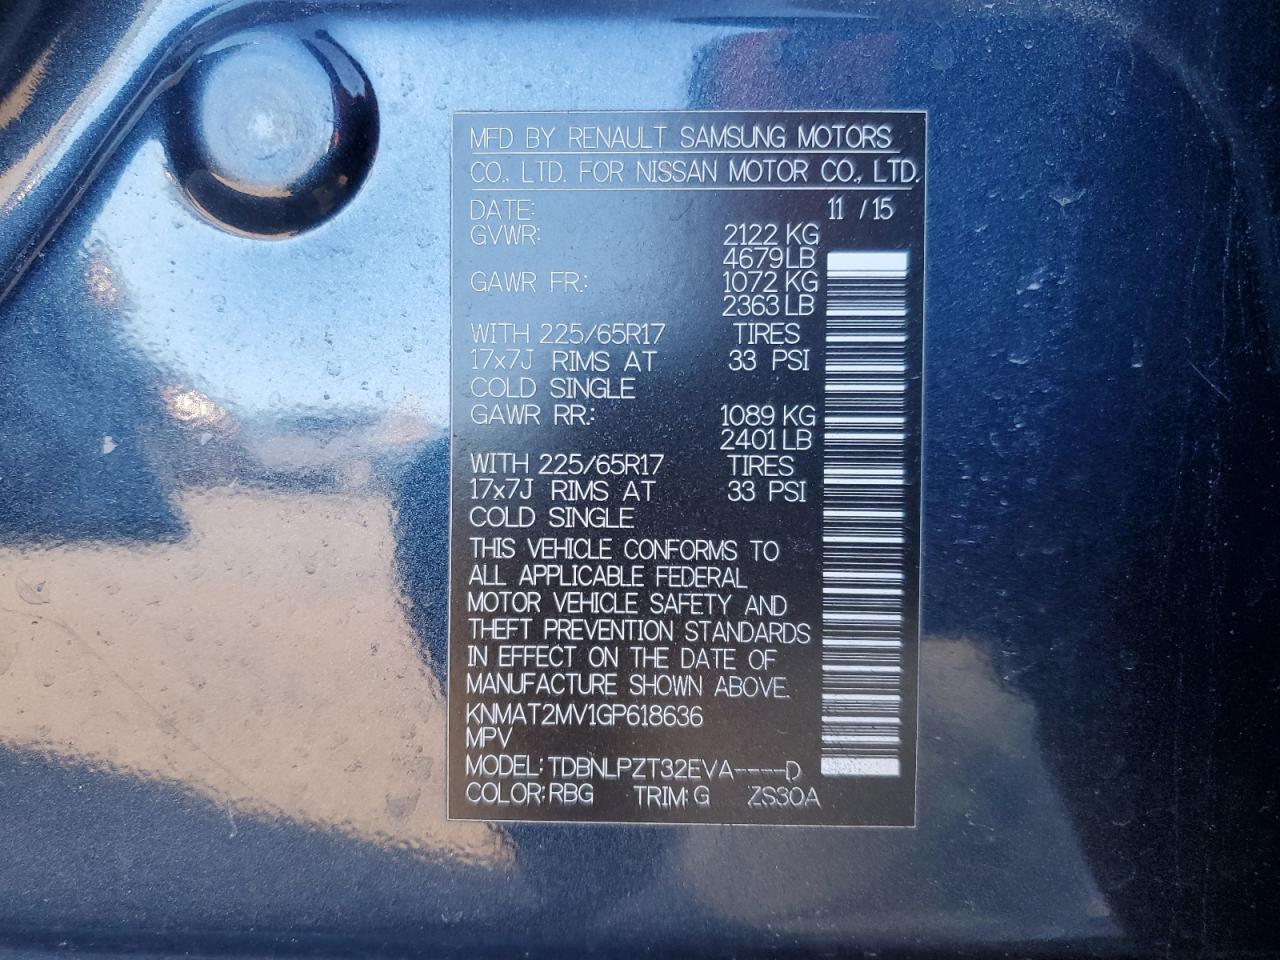 MFD BY RENAULT SAMSUNG MOTORS
CO., LTD. FOR NISSAN MOTOR CO., LTD.
DATE: 11 / 15
GVWR: 2122 KG
4679 LB
GAWR FR.: 1072 KG
2363 LB
WITH 225/65R17 TIRES
17x7J RIMS AT 33 PSI
COLD SINGLE
GAWR RR.: 1089 KG
2401 LB
WITH 225/65R17 TIRES
17x7J RIMS AT 33 PSI
COLD SINGLE
THIS VEHICLE CONFORMS TO
ALL APPLICABLE FEDERAL
MOTOR VEHICLE SAFETY AND
THEFT PREVENTION STANDARDS
IN EFFECT ON THE DATE OF
MANUFACTURE SHOWN ABOVE.
KNMAT2MV1GP618636
MPV
MODEL: TDBNLPZT32EVA----D
COLOR: RBG TRIM: G ZS30A